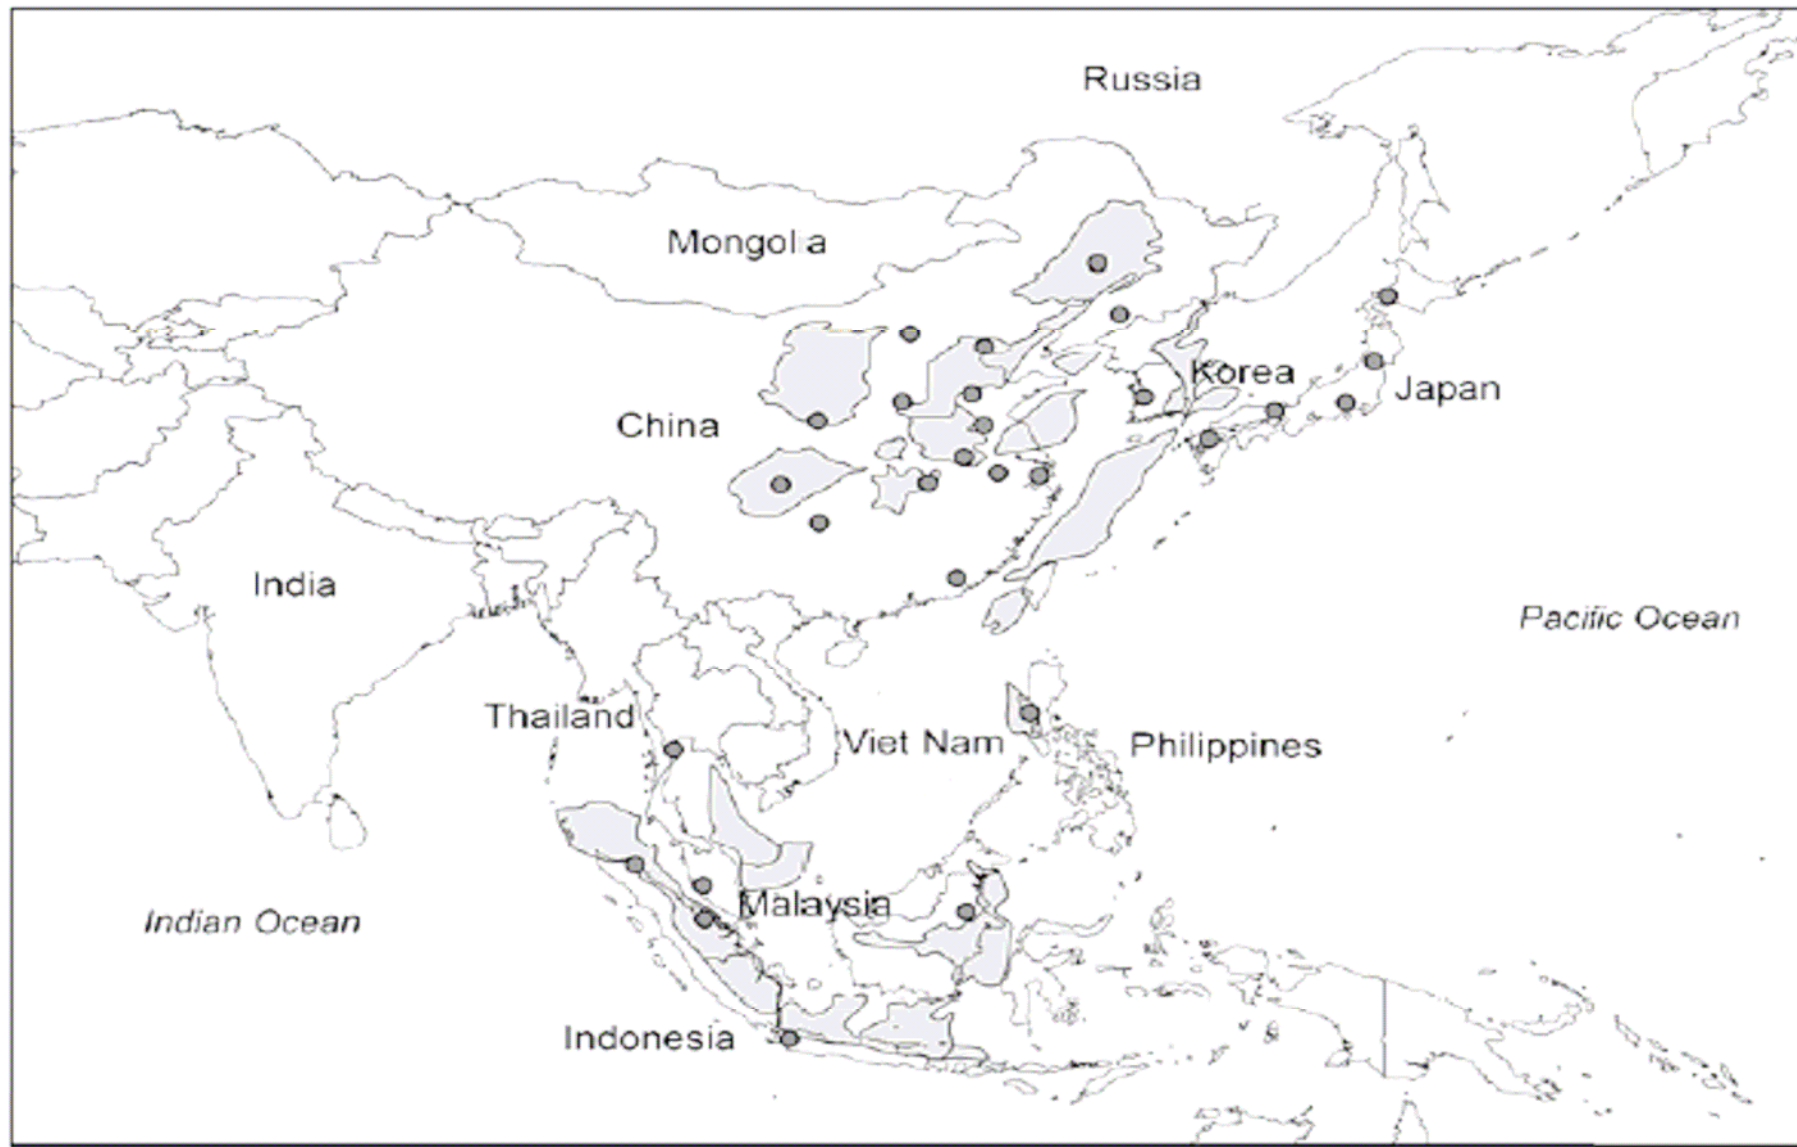 Russia
Mongolia
Korea
Japan
China
India
Pacific Ocean
Thailand
Viet Nam
Philippines
Malaysia
Indian Ocean
Indonesia